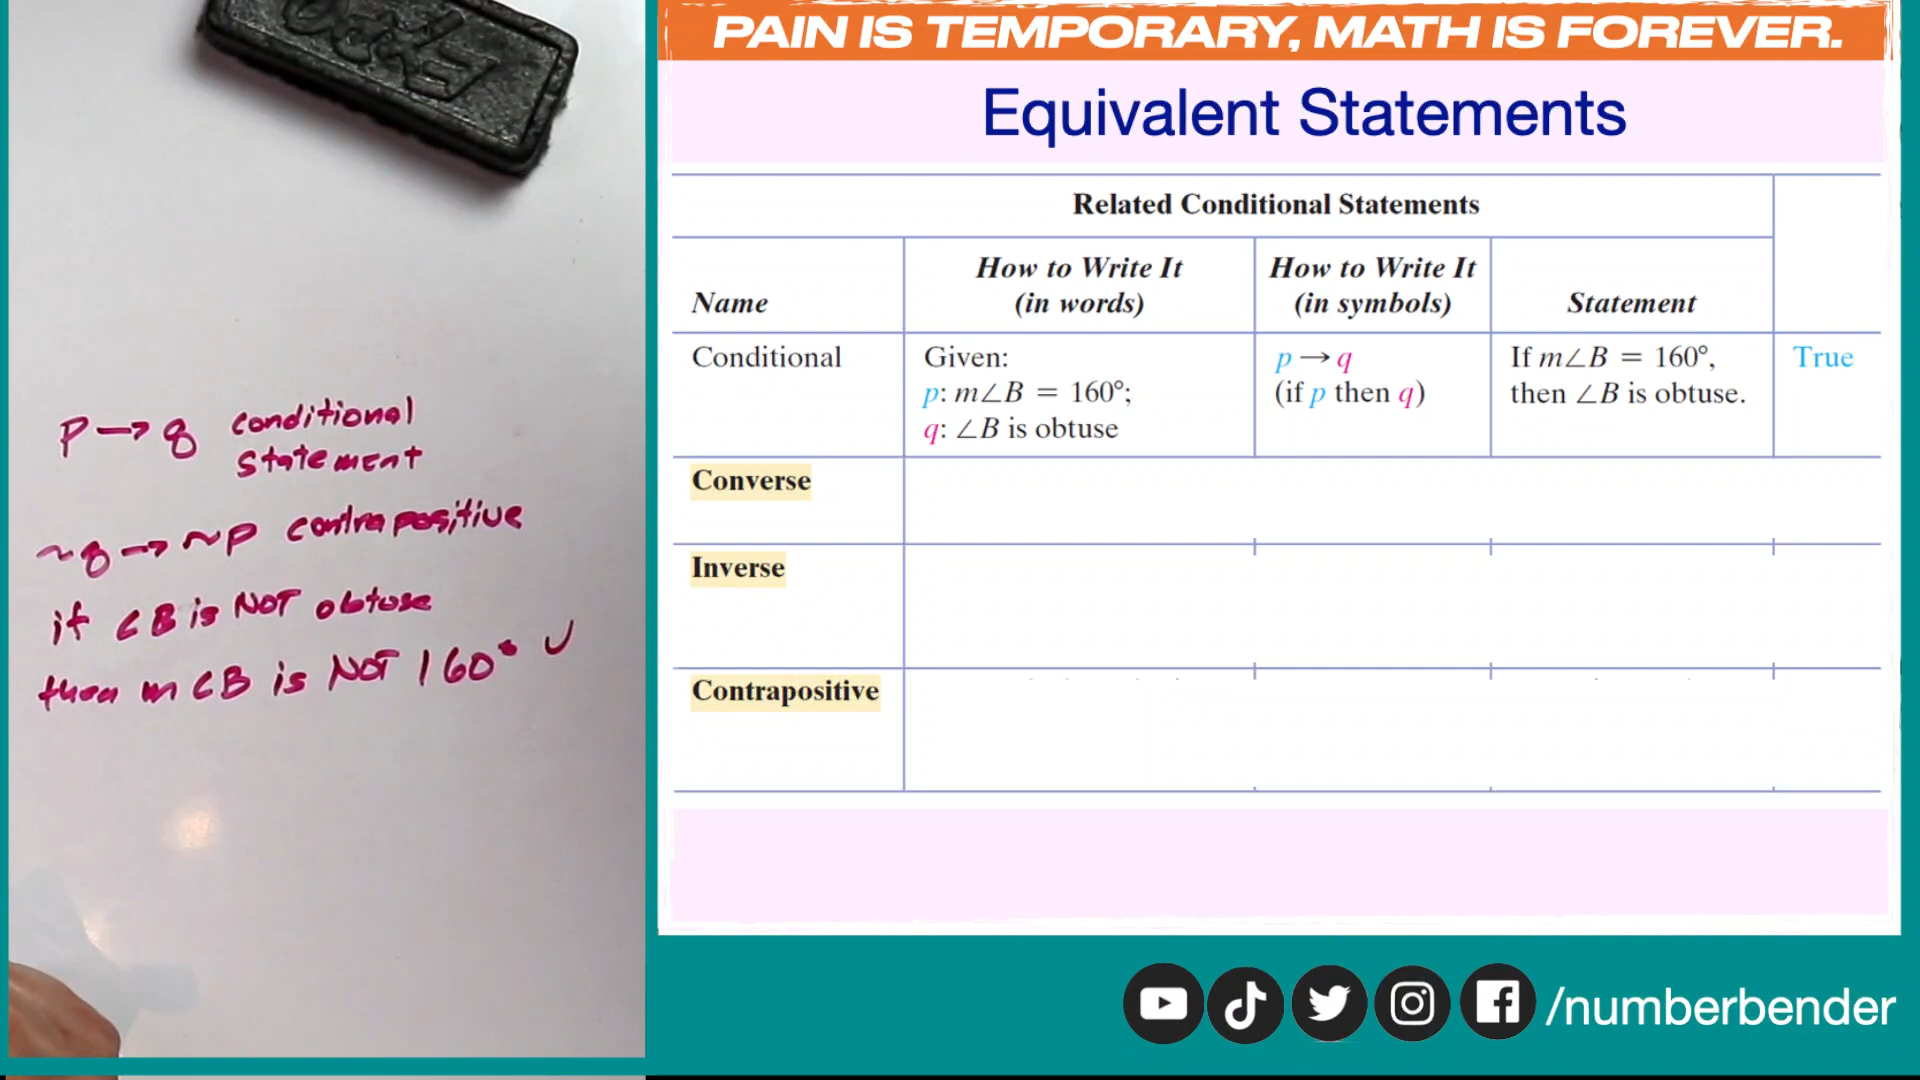 Expo
p → q conditional
statement
~q → ~p contrapositive
if ∠B is NOT obtuse
then m∠B is NOT 160°
PAIN IS TEMPORARY, MATH IS FOREVER.
Equivalent Statements
Related Conditional Statements
Name
How to Write It
(in words)
How to Write It
(in symbols)
Statement
Conditional
Given:
p: m∠B = 160°;
q: ∠B is obtuse
p → q
(if p then q)
If m∠B = 160°,
then ∠B is obtuse.
True
Converse
Inverse
Contrapositive
/numberbender